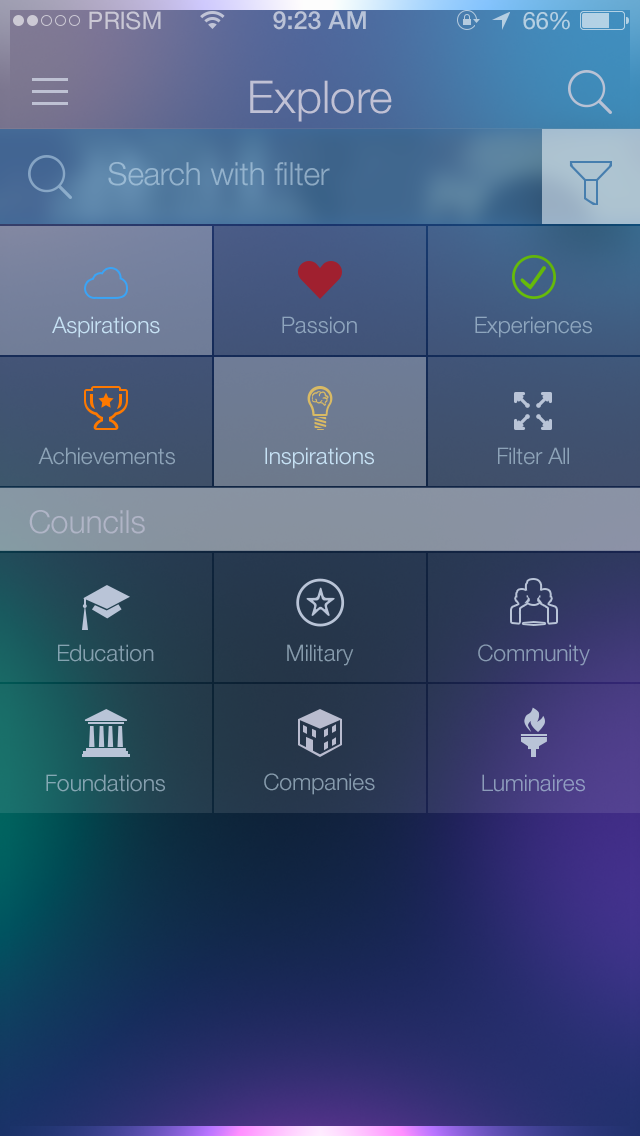 PRISM 9:23 AM 66%
Explore
Search with filter
Aspirations Passion Experiences
Achievements Inspirations Filter All
Councils
Education Military Community
Foundations Companies Luminaires